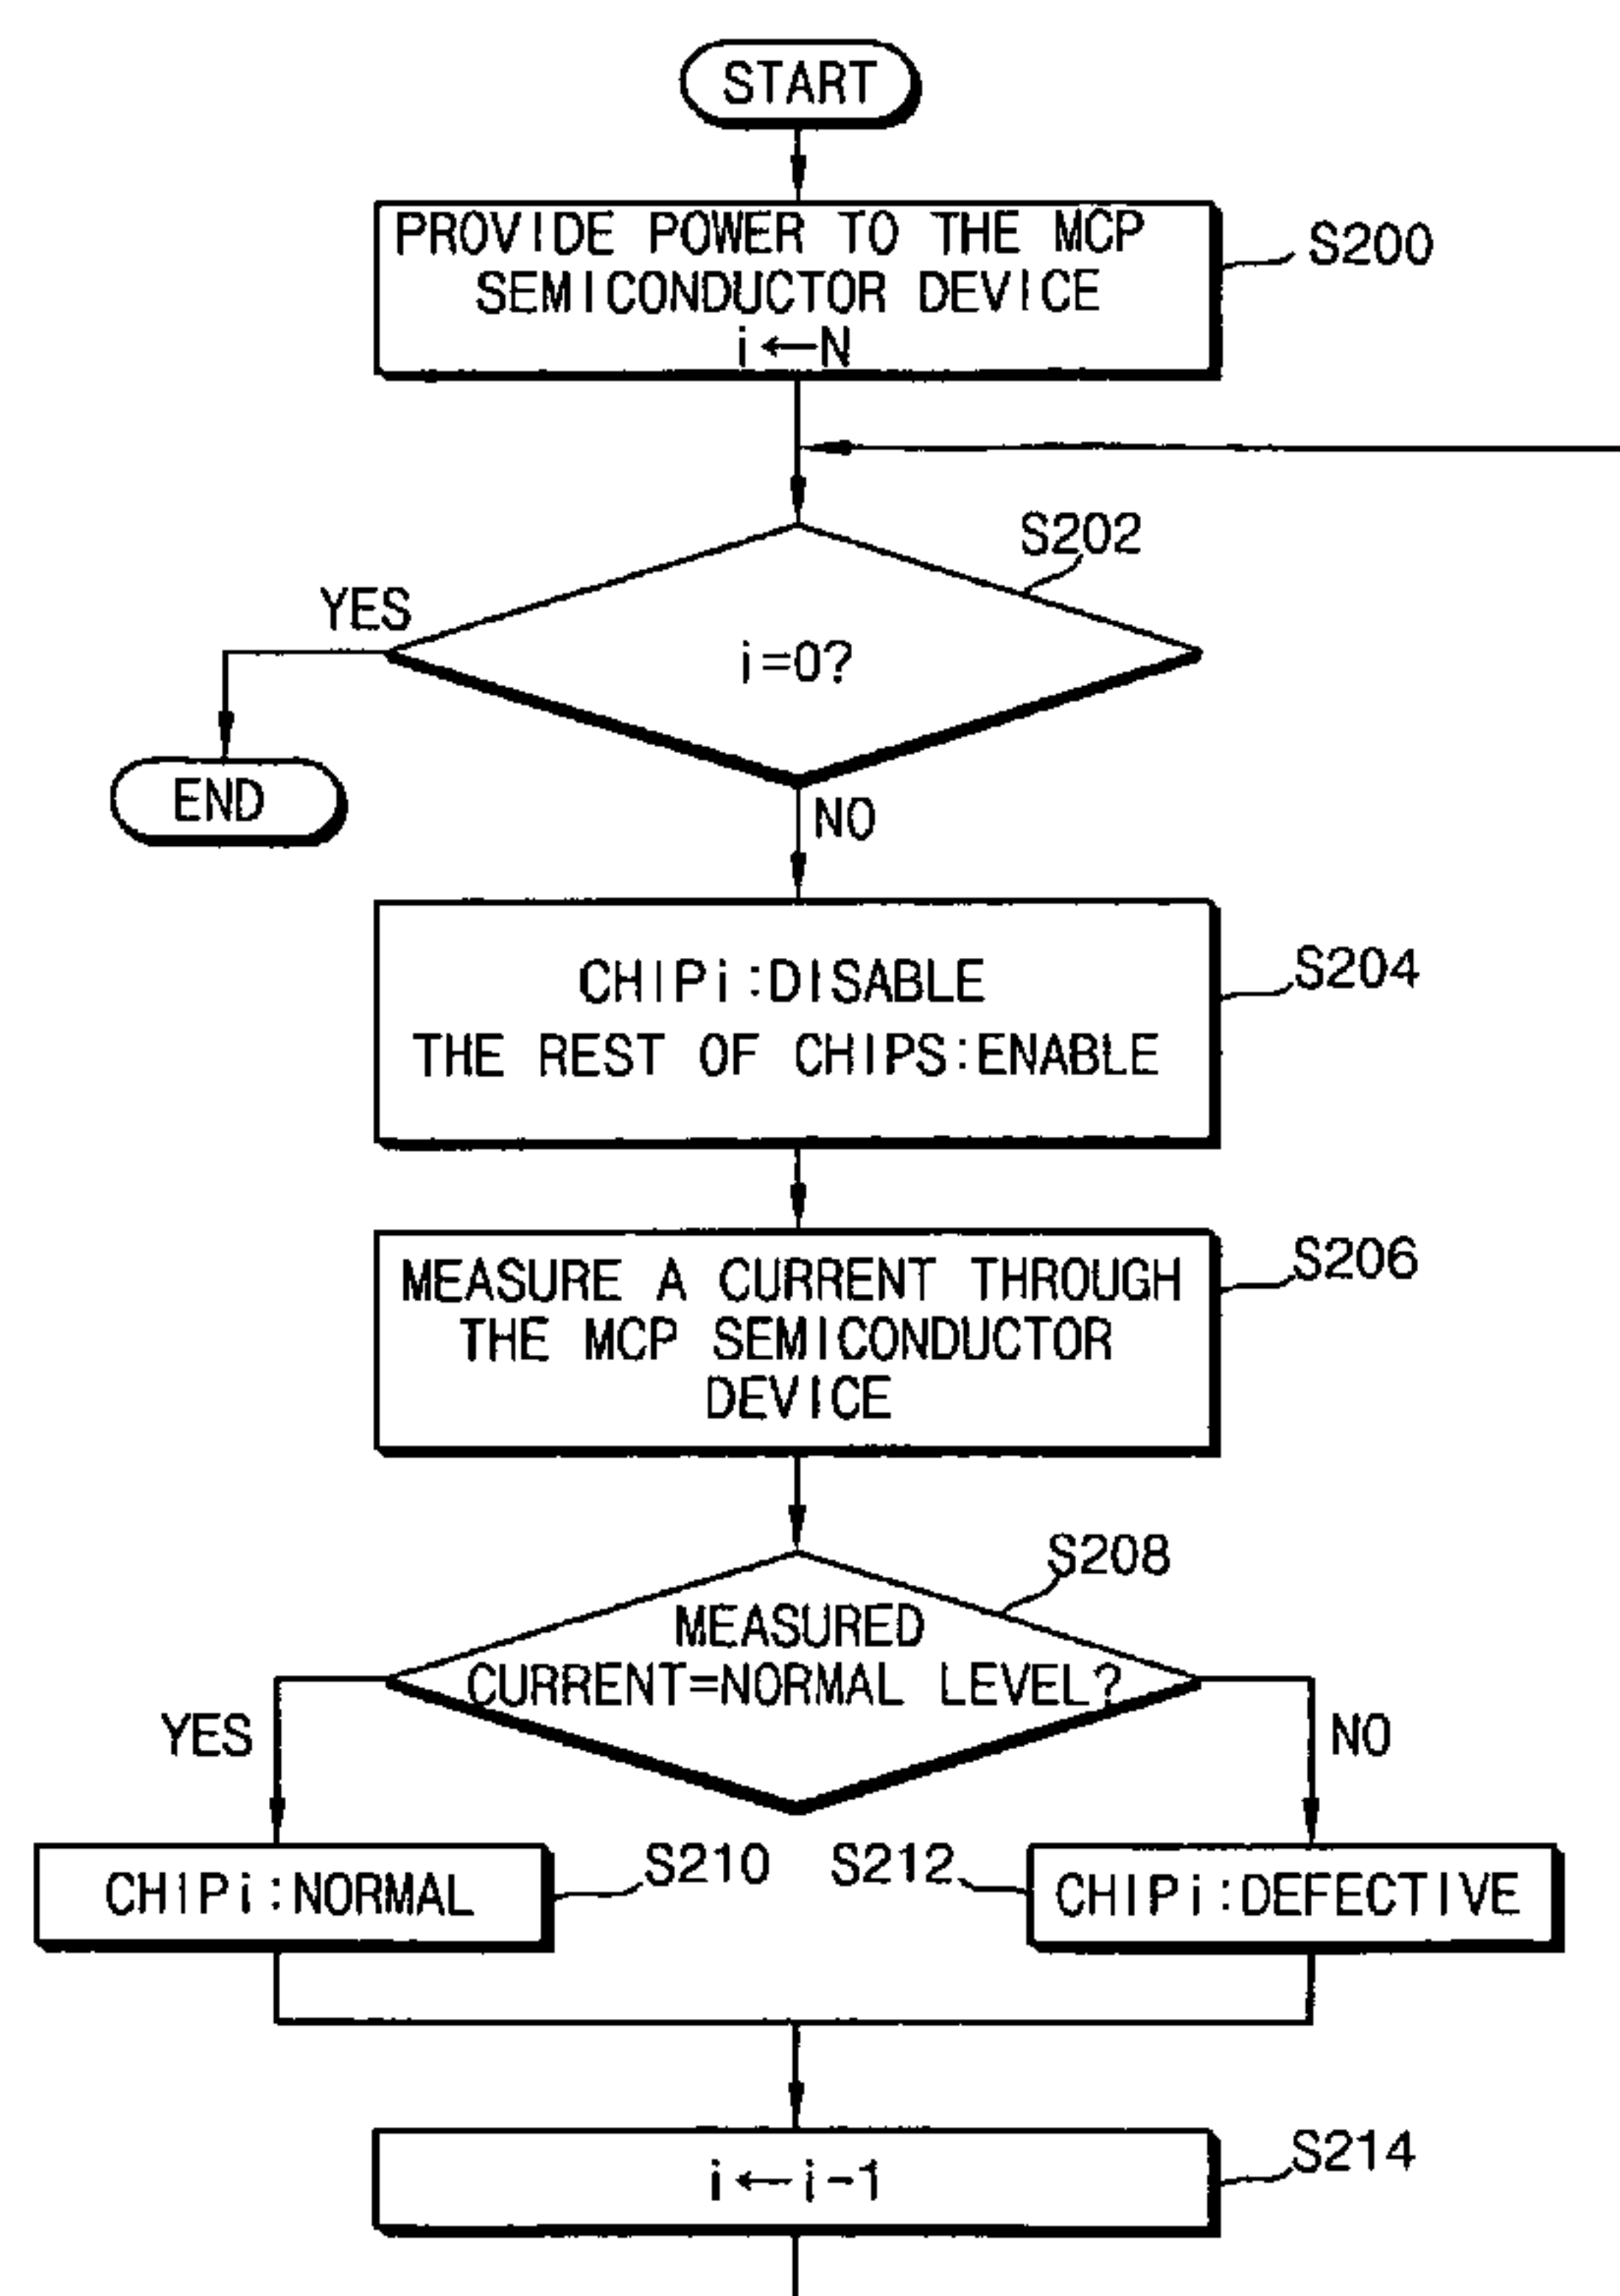 START
PROVIDE POWER TO THE MCP
SEMICONDUCTOR DEVICE
i←N
S200
S202
YES
i=0?
END
NO
CHIPi:DISABLE
THE REST OF CHIPS:ENABLE
S204
MEASURE A CURRENT THROUGH
THE MCP SEMICONDUCTOR
DEVICE
S206
S208
MEASURED
CURRENT=NORMAL LEVEL?
YES
NO
CHIPi:NORMAL
S210
S212
CHIPi:DEFECTIVE
i←i-1
S214